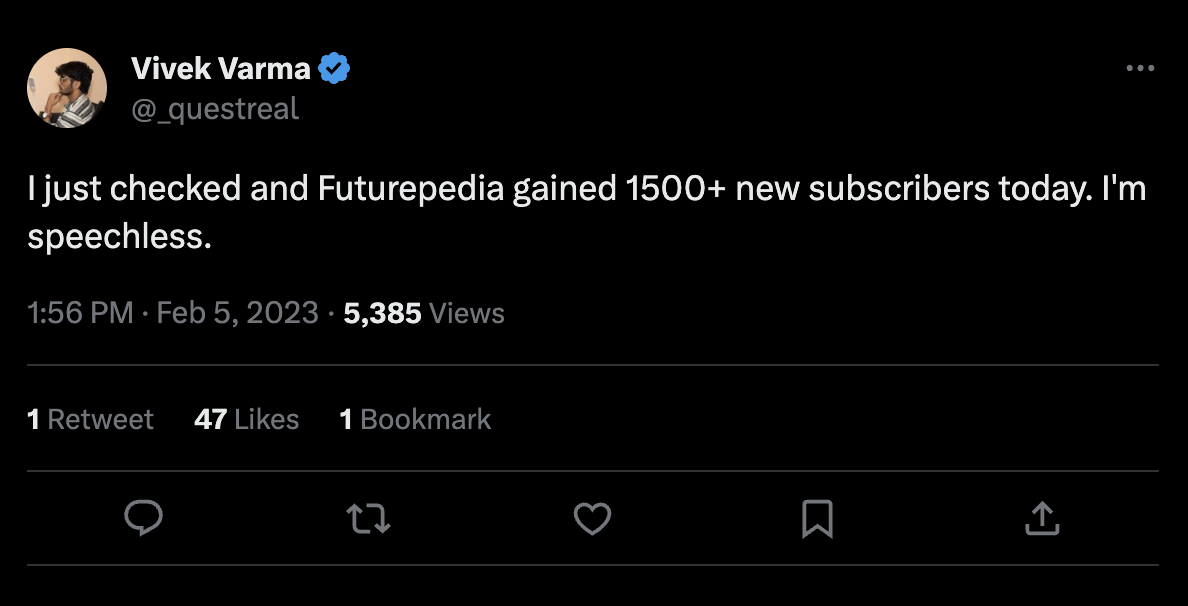 Vivek Varma
@_questreal
I just checked and Futurepedia gained 1500+ new subscribers today. I'm
speechless.
1:56 PM · Feb 5, 2023 · 5,385 Views
1 Retweet 47 Likes 1 Bookmark